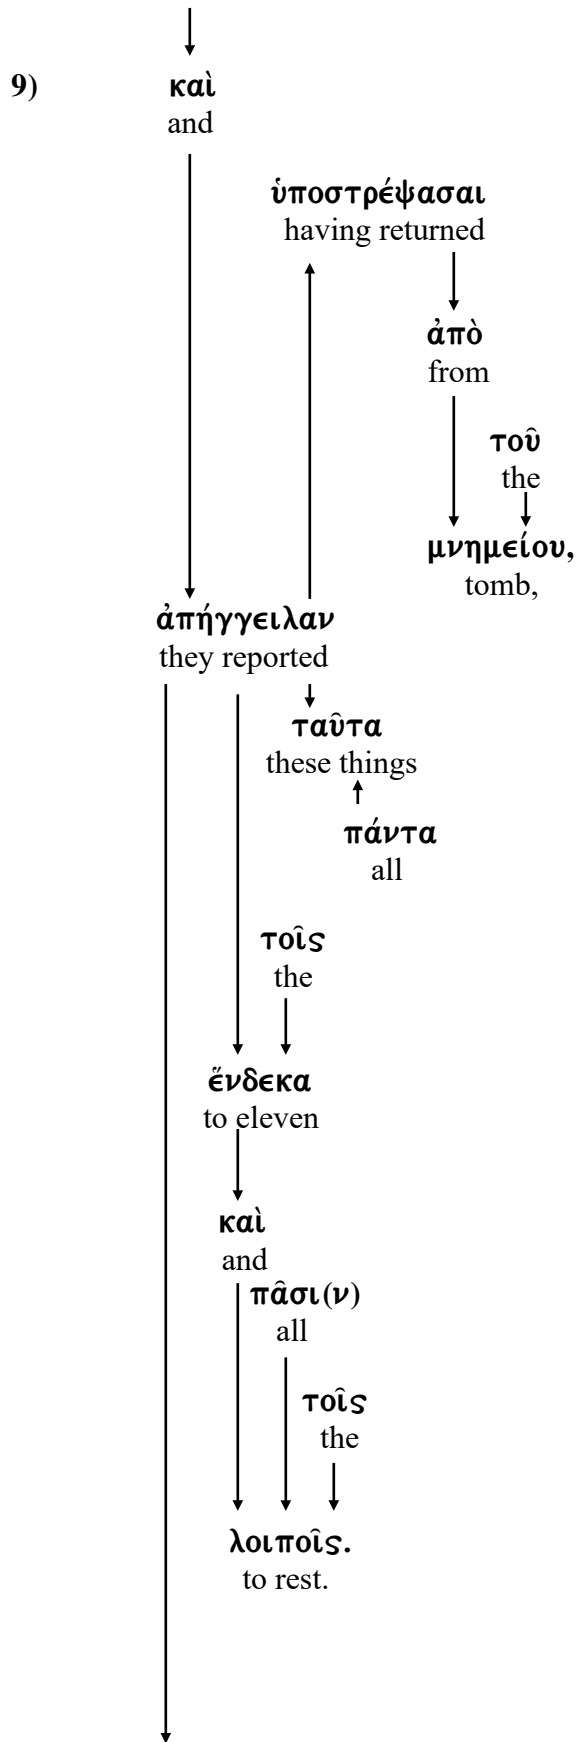 9) καὶ
and
ὑποστρέψασαι
having returned
ἀπὸ
from
τοῦ
the
μνημείου,
tomb,
ἀπήγγειλαν
they reported
ταῦτα
these things
πάντα
all
τοῖς
the
ἕνδεκα
to eleven
καὶ
and
πᾶσι(ν)
all
τοῖς
the
λοιποῖς.
to rest.